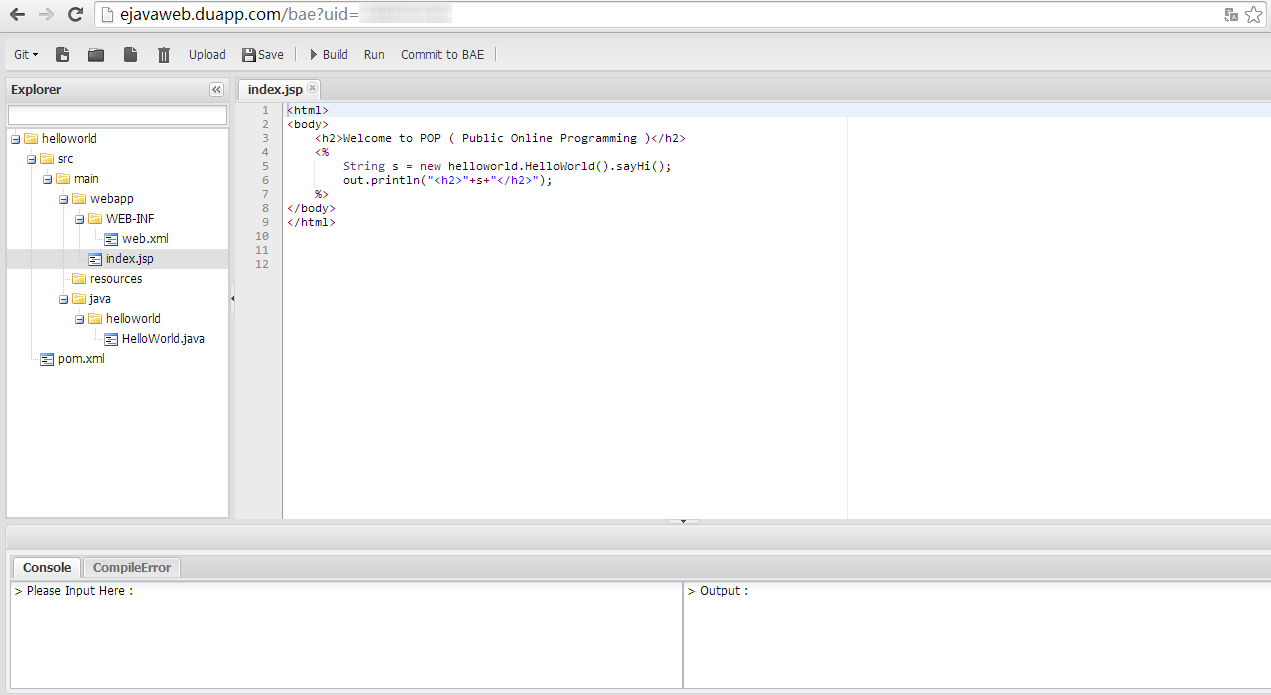 ejavaweb.duapp.com/bae?uid=
Git Upload Save Build Run Commit to BAE
Explorer
helloworld
src
main
webapp
WEB-INF
web.xml
index.jsp
resources
java
helloworld
HelloWorld.java
pom.xml
index.jsp
1 <html>
2 <body>
3 <h2>Welcome to POP ( Public Online Programming )</h2>
4 <%
5 String s = new helloworld.HelloWorld().sayHi();
6 out.println("<h2>"+s+"</h2>");
7 %>
8 </body>
9 </html>
10
11
12
Console CompileError
> Please Input Here :
> Output :